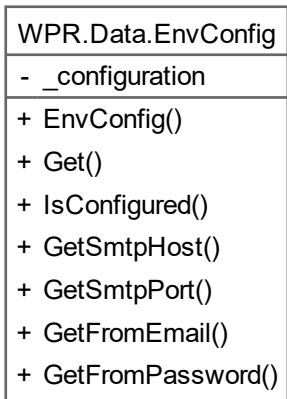 WPR.Data.EnvConfig
- _configuration
+ EnvConfig()
+ Get()
+ IsConfigured()
+ GetSmtpHost()
+ GetSmtpPort()
+ GetFromEmail()
+ GetFromPassword()